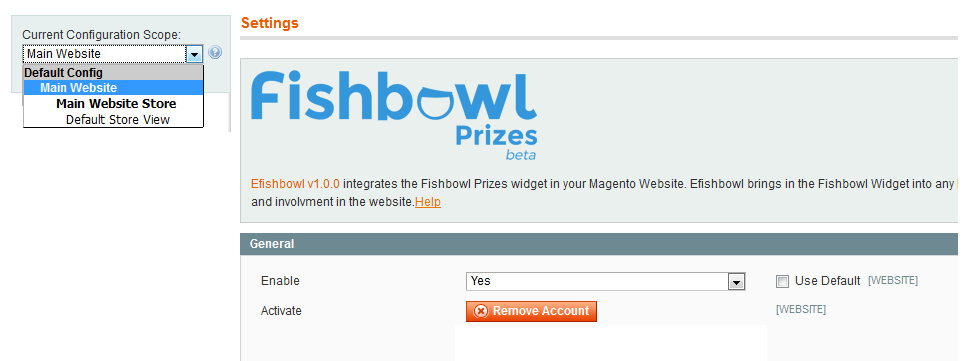 Current Configuration Scope:
Main Website
Default Config
Main Website
Main Website Store
Default Store View
Settings
Fishbowl
Prizes
beta
Efishbowl v1.0.0 integrates the Fishbowl Prizes widget in your Magento Website. Efishbowl brings in the Fishbowl Widget into any
and involvment in the website.Help
General
Enable Yes Use Default [WEBSITE]
Activate Remove Account [WEBSITE]